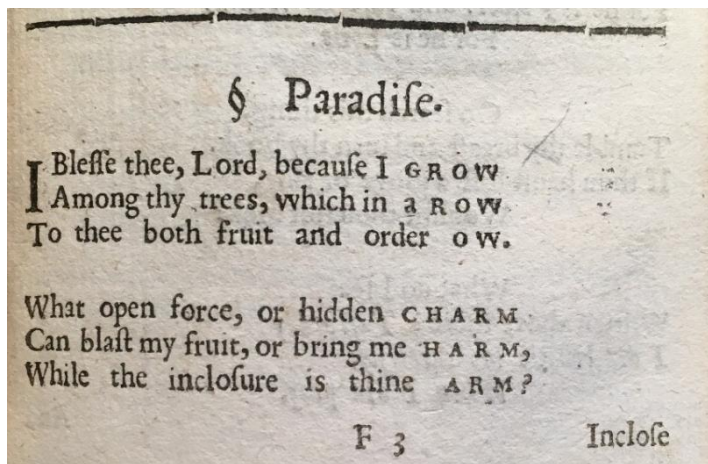 § Paradiſe.
I Bleſſe thee, Lord, becauſe I GROW
Among thy trees, which in a ROW
To thee both fruit and order OW.
What open force, or hidden CHARM
Can blaſt my fruit, or bring me HARM,
While the incloſure is thine ARM?
F 3 Incloſe